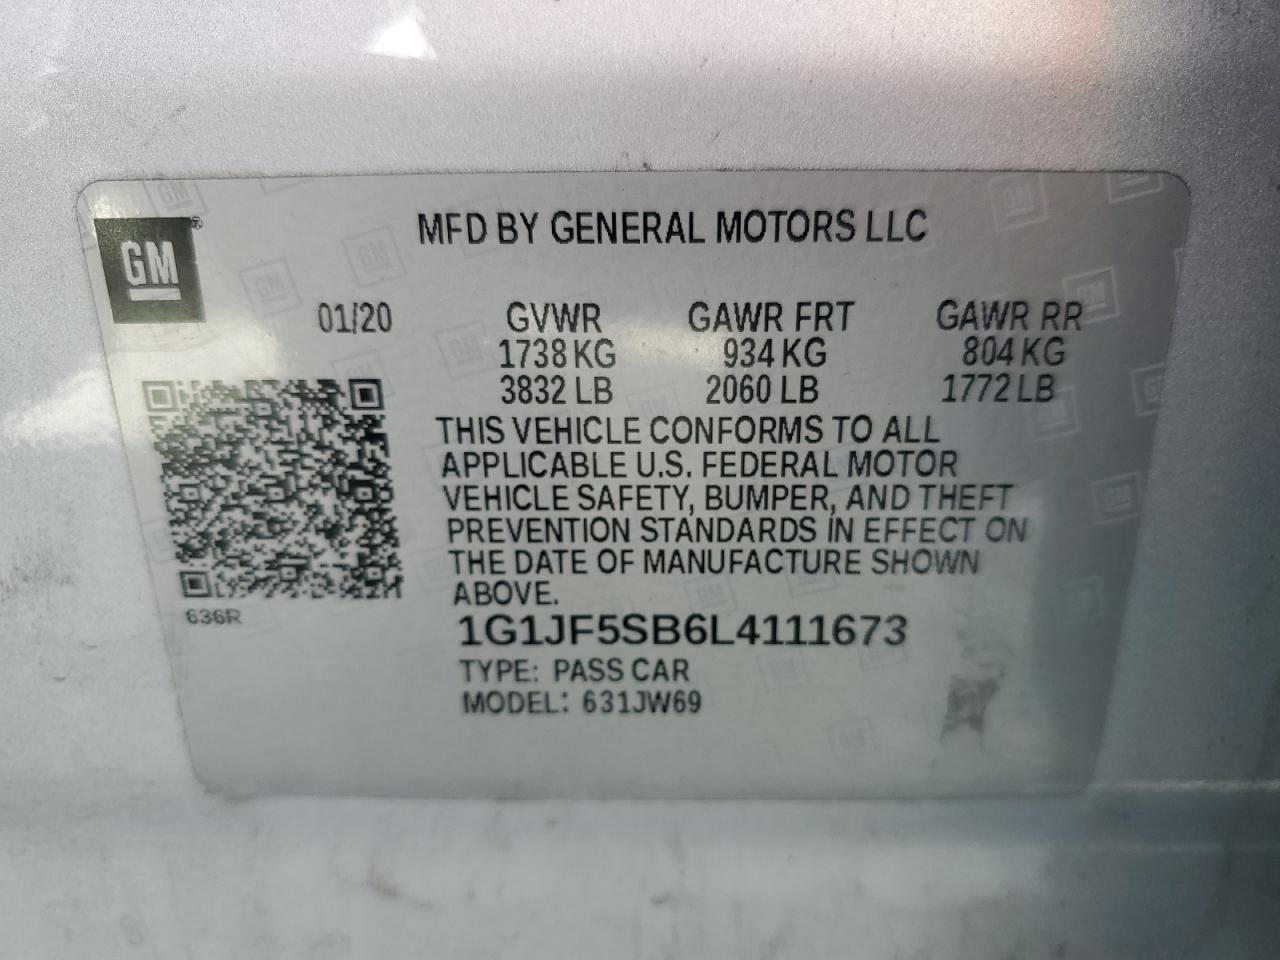 GM
MFD BY GENERAL MOTORS LLC
01/20 GVWR GAWR FRT GAWR RR
1738 KG 934 KG 804 KG
3832 LB 2060 LB 1772 LB
THIS VEHICLE CONFORMS TO ALL
APPLICABLE U.S. FEDERAL MOTOR
VEHICLE SAFETY, BUMPER, AND THEFT
PREVENTION STANDARDS IN EFFECT ON
THE DATE OF MANUFACTURE SHOWN
ABOVE.
636R
1G1JF5SB6L4111673
TYPE: PASS CAR
MODEL: 631JW69